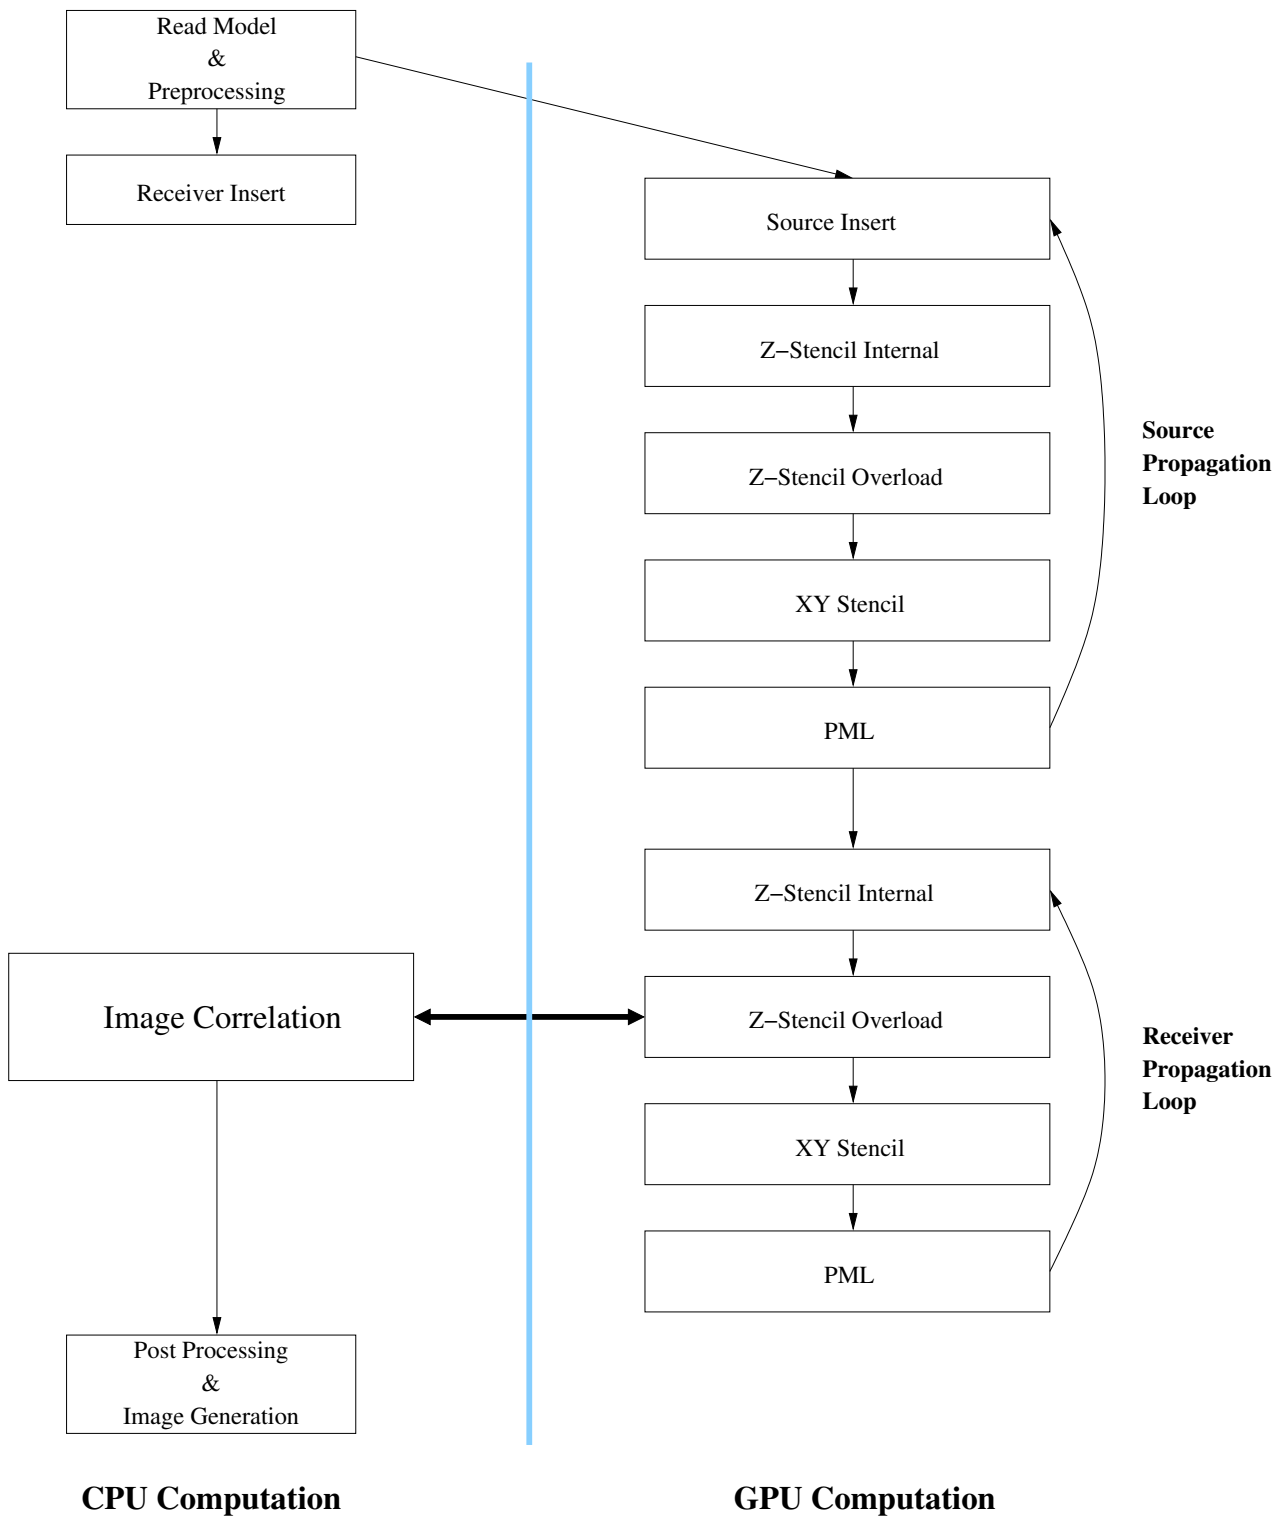 Read Model
&
Preprocessing
Receiver Insert
Source Insert
Z−Stencil Internal
Z−Stencil Overload
XY Stencil
PML
Source
Propagation
Loop
Z−Stencil Internal
Z−Stencil Overload
XY Stencil
PML
Receiver
Propagation
Loop
Image Correlation
Post Processing
&
Image Generation
CPU Computation
GPU Computation